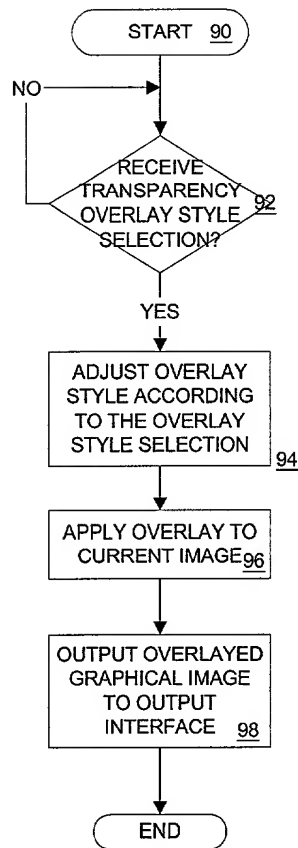 START 90
NO
RECEIVE
TRANSPARENCY
OVERLAY STYLE
92
SELECTION?
YES
ADJUST OVERLAY
STYLE ACCORDING
TO THE OVERLAY
STYLE SELECTION
94
APPLY OVERLAY TO
CURRENT IMAGE 96
OUTPUT OVERLAYED
GRAPHICAL IMAGE
TO OUTPUT
INTERFACE
98
END